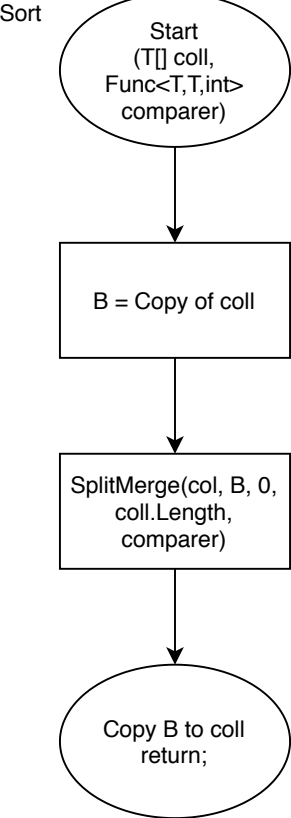 Sort
Start
(T[] coll,
Func<T,T,int>
comparer)
B = Copy of coll
SplitMerge(col, B, 0,
coll.Length,
comparer)
Copy B to coll
return;